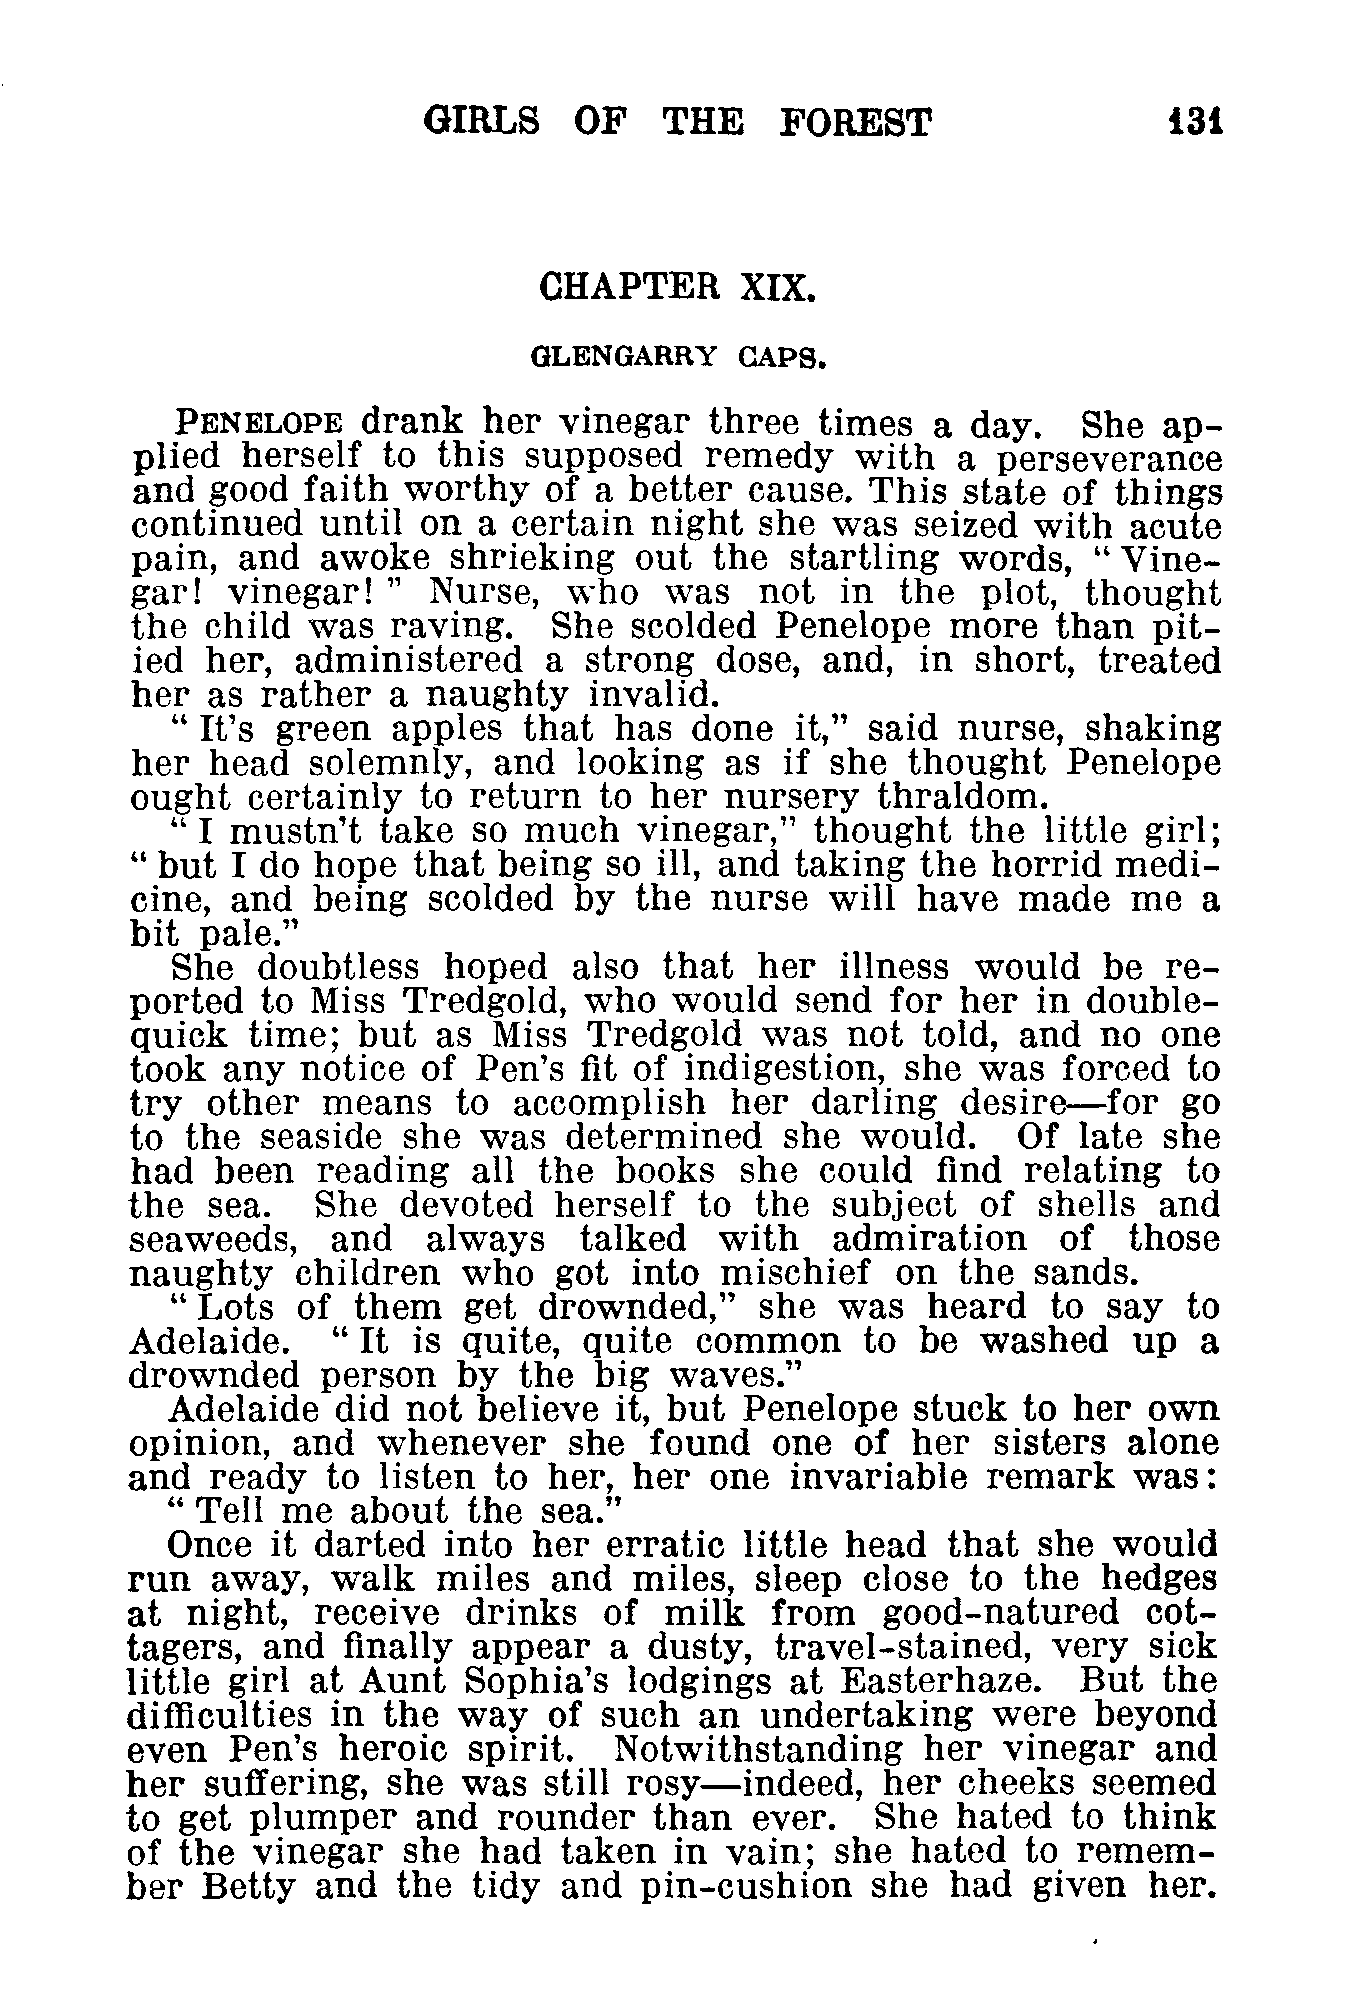 GIRLS OF THE FOREST 131
CHAPTER XIX.
GLENGARRY CAPS.
PENELOPE drank her vinegar three times a day. She ap-
plied herself to this supposed remedy with a perseverance
and good faith worthy of a better cause. This state of things
continued until on a certain night she was seized with acute
pain, and awoke shrieking out the startling words, "Vine-
gar! vinegar!" Nurse, who was not in the plot, thought
the child was raving. She scolded Penelope more than pit-
ied her, administered a strong dose, and, in short, treated
her as rather a naughty invalid.
"It's green apples that has done it," said nurse, shaking
her head solemnly, and looking as if she thought Penelope
ought certainly to return to her nursery thraldom.
"I mustn't take so much vinegar," thought the little girl;
"but I do hope that being so ill, and taking the horrid medi-
cine, and being scolded by the nurse will have made me a
bit pale."
She doubtless hoped also that her illness would be re-
ported to Miss Tredgold, who would send for her in double-
quick time; but as Miss Tredgold was not told, and no one
took any notice of Pen's fit of indigestion, she was forced to
try other means to accomplish her darling desire—for go
to the seaside she was determined she would. Of late she
had been reading all the books she could find relating to
the sea. She devoted herself to the subject of shells and
seaweeds, and always talked with admiration of those
naughty children who got into mischief on the sands.
"Lots of them get drownded," she was heard to say to
Adelaide. "It is quite, quite common to be washed up a
drownded person by the big waves."
Adelaide did not believe it, but Penelope stuck to her own
opinion, and whenever she found one of her sisters alone
and ready to listen to her, her one invariable remark was:
"Tell me about the sea."
Once it darted into her erratic little head that she would
run away, walk miles and miles, sleep close to the hedges
at night, receive drinks of milk from good-natured cot-
tagers, and finally appear a dusty, travel-stained, very sick
little girl at Aunt Sophia's lodgings at Easterhaze. But the
difficulties in the way of such an undertaking were beyond
even Pen's heroic spirit. Notwithstanding her vinegar and
her suffering, she was still rosy—indeed, her cheeks seemed
to get plumper and rounder than ever. She hated to think
of the vinegar she had taken in vain; she hated to remem-
ber Betty and the tidy and pin-cushion she had given her.